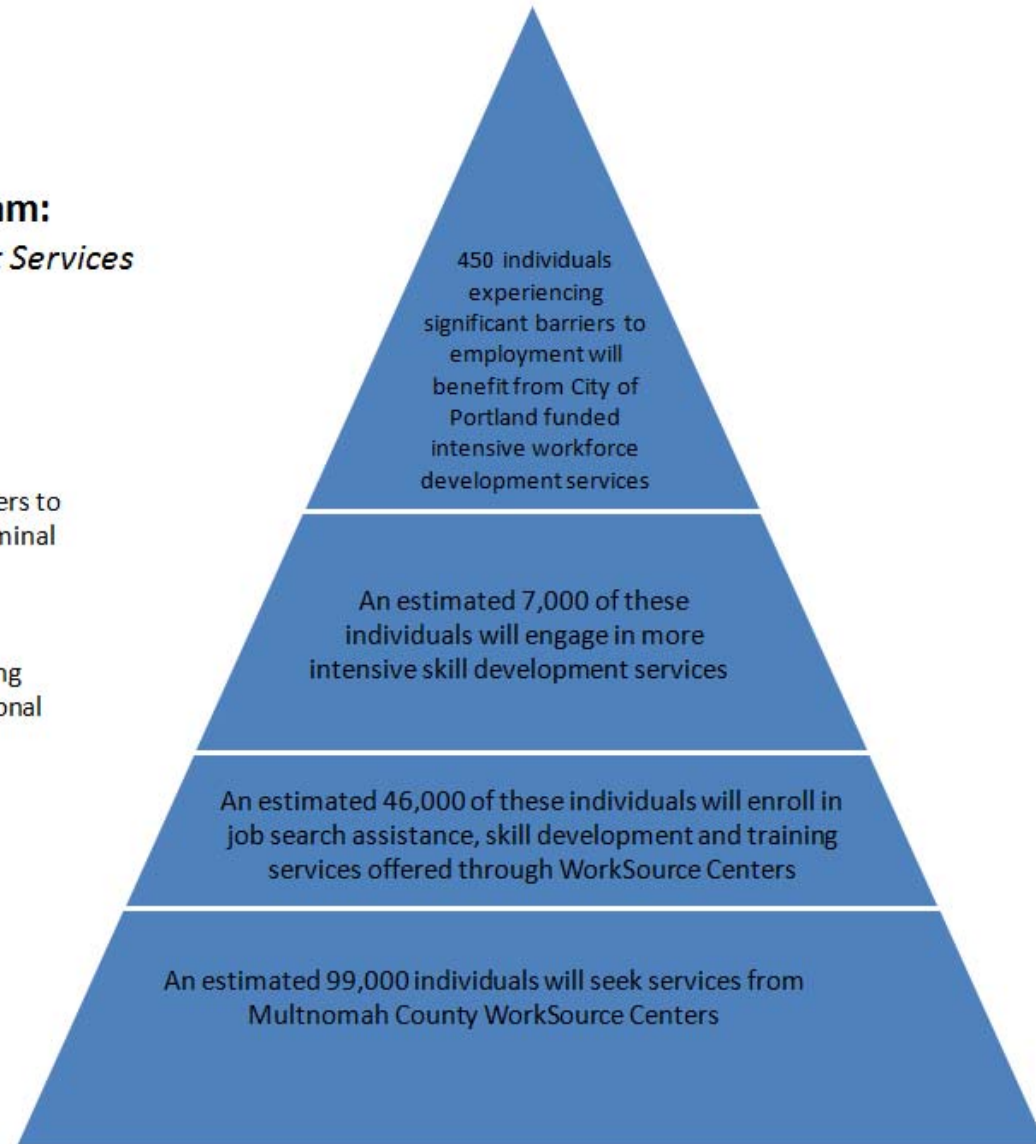 am:
Services
ers to
minal
ng
onal
450 individuals
experiencing
significant barriers to
employment will
benefit from City of
Portland funded
intensive workforce
development services
An estimated 7,000 of these
individuals will engage in more
intensive skill development services
An estimated 46,000 of these individuals will enroll in
job search assistance, skill development and training
services offered through WorkSource Centers
An estimated 99,000 individuals will seek services from
Multnomah County WorkSource Centers